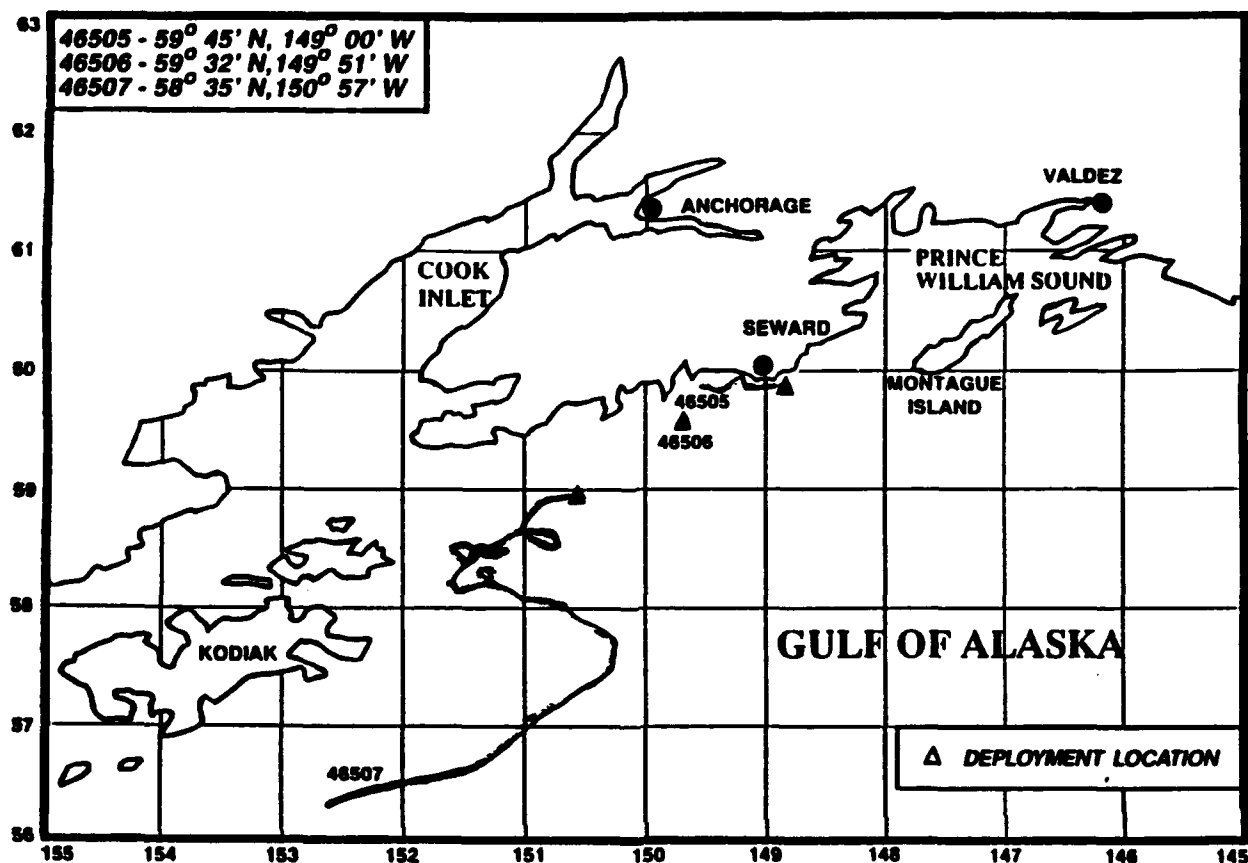 46505 - 59° 45' N, 149° 00' W
46506 - 59° 32' N, 149° 51' W
46507 - 58° 35' N, 150° 57' W
63
62
61
60
59
58
57
56
VALDEZ
ANCHORAGE
COOK
INLET
PRINCE
WILLIAM SOUND
SEWARD
MONTAGUE
ISLAND
46505
46506
KODIAK
GULF OF ALASKA
46507
△ DEPLOYMENT LOCATION
155 154 153 152 151 150 149 148 147 146 145